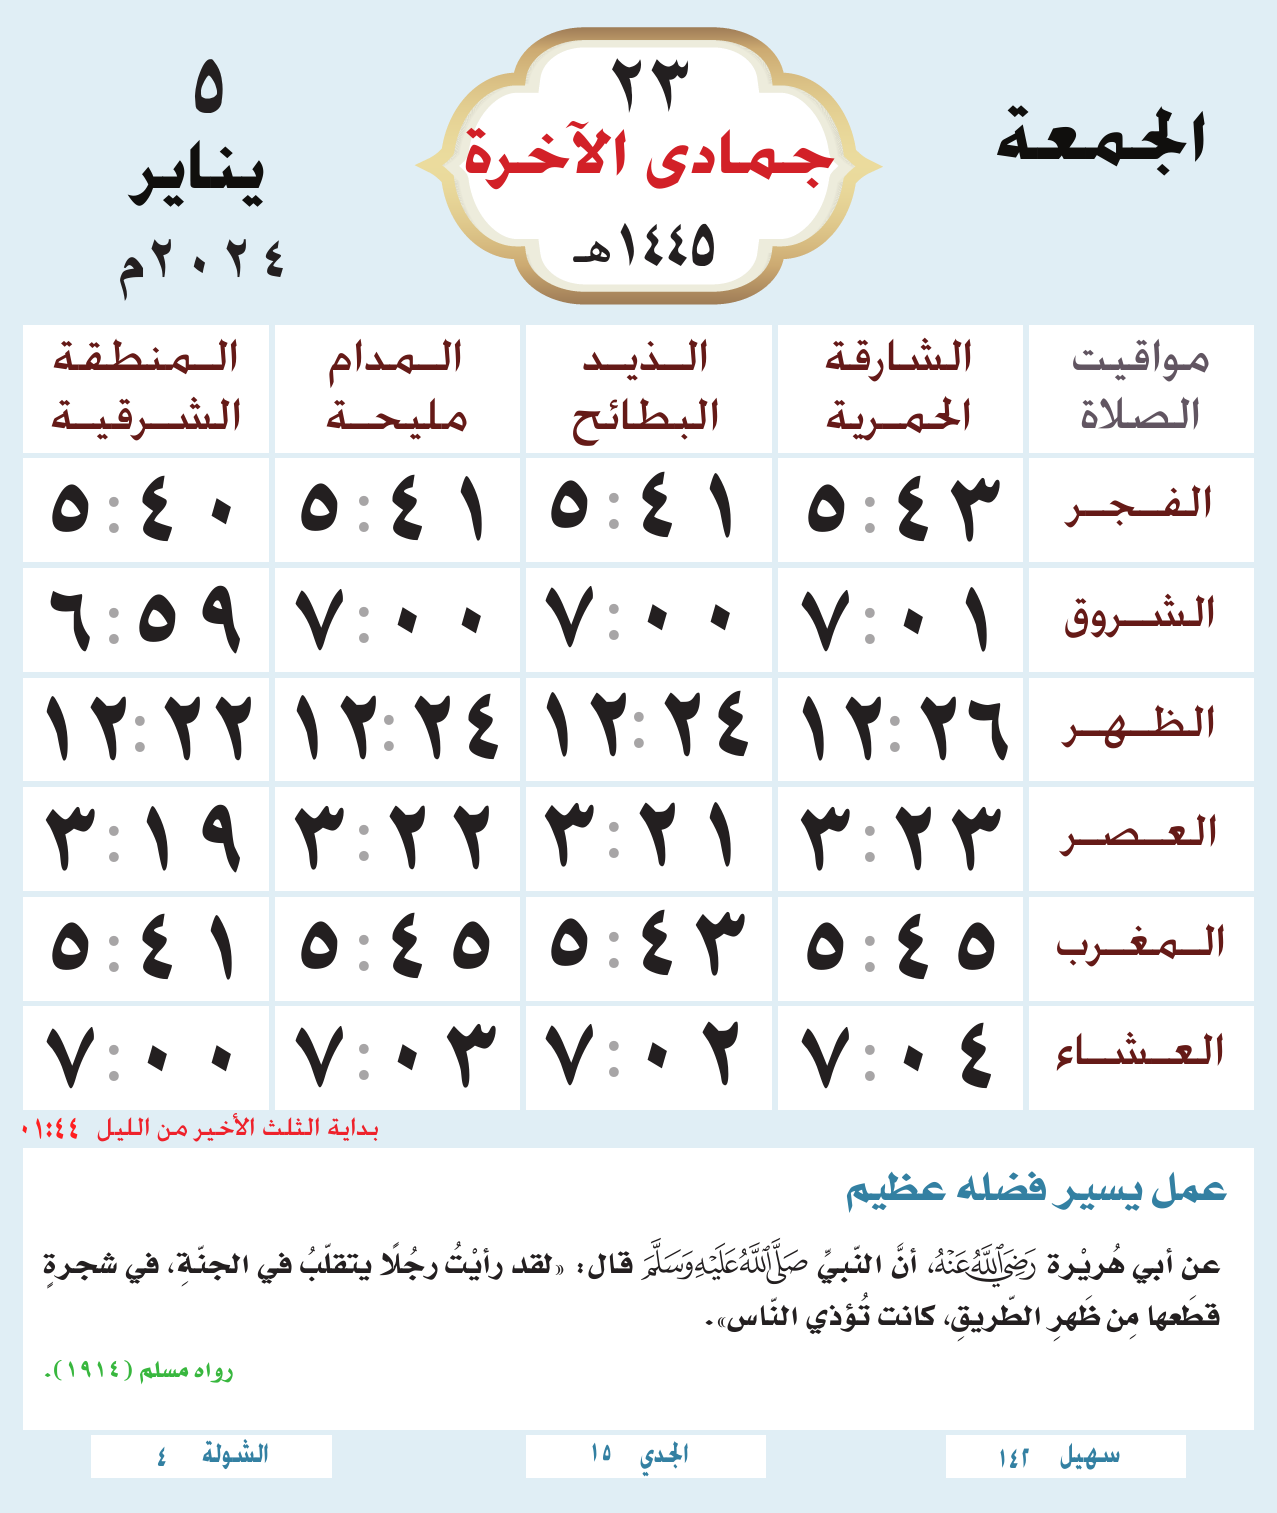 الجمعة
٢٣
جمادى الآخرة
١٤٤٥هـ
٥
يناير
٢٠٢٤م
مواقيت الصلاة
الشارقة الحمرية
الذيد البطائح
المدام مليحة
المنطقة الشرقية
الفجر ٥:٤٣ ٥:٤١ ٥:٤١ ٥:٤٠
الشروق ٧:٠١ ٧:٠٠ ٧:٠٠ ٦:٥٩
الظهر ١٢:٢٦ ١٢:٢٤ ١٢:٢٤ ١٢:٢٢
العصر ٣:٢٣ ٣:٢١ ٣:٢٢ ٣:١٩
المغرب ٥:٤٥ ٥:٤٣ ٥:٤٥ ٥:٤١
العشاء ٧:٠٤ ٧:٠٢ ٧:٠٣ ٧:٠٠
بداية الثلث الأخير من الليل ٠١:٤٤
عمل يسير فضله عظيم
عن أبي هُريْرة رَضِيَ اللَّهُ عَنْهُ، أنَّ النّبيِّ صَلَّى اللَّهُ عَلَيْهِ وَسَلَّمَ قال: «لقد رأيْتُ رجُلًا يتقلّبُ في الجنّةِ، في شجرةٍ
قطَعها مِن ظَهرِ الطّريقِ، كانت تُؤذي النّاس».
رواه مسلم (١٩١٤).
سهيل ١٤٢
الجدي ١٥
الشولة ٤